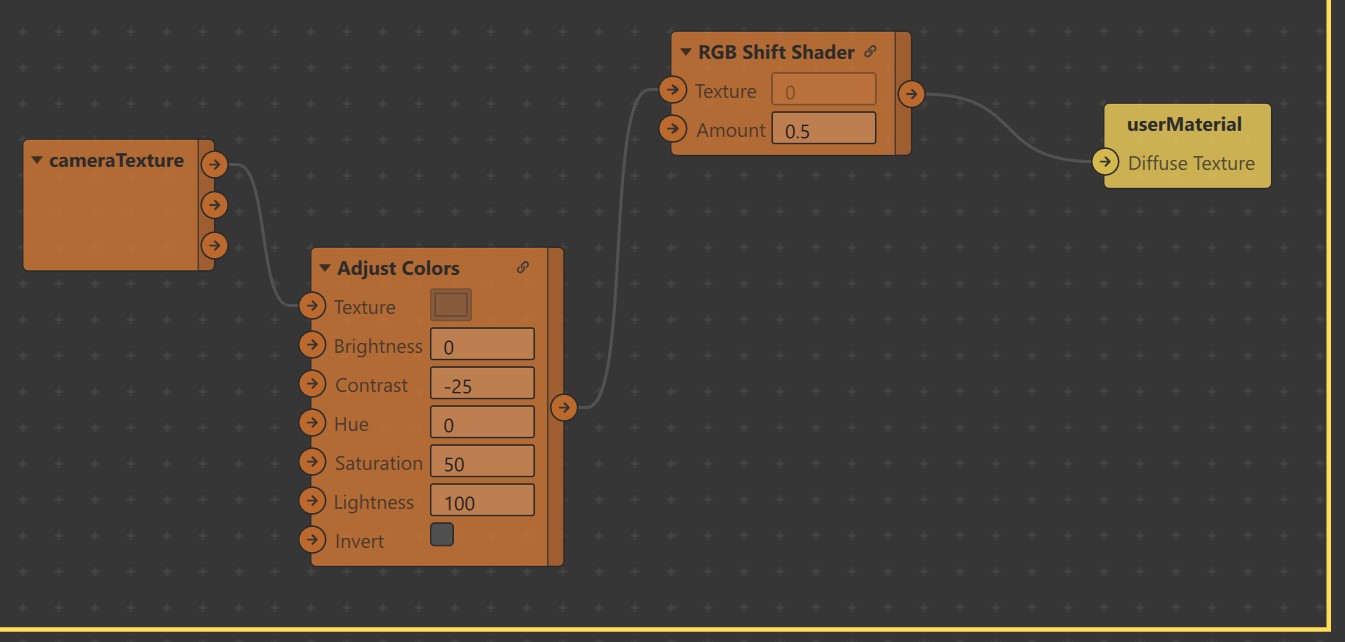 cameraTexture
Adjust Colors
Texture
Brightness 0
Contrast -25
Hue 0
Saturation 50
Lightness 100
Invert
RGB Shift Shader
Texture 0
Amount 0.5
userMaterial
Diffuse Texture